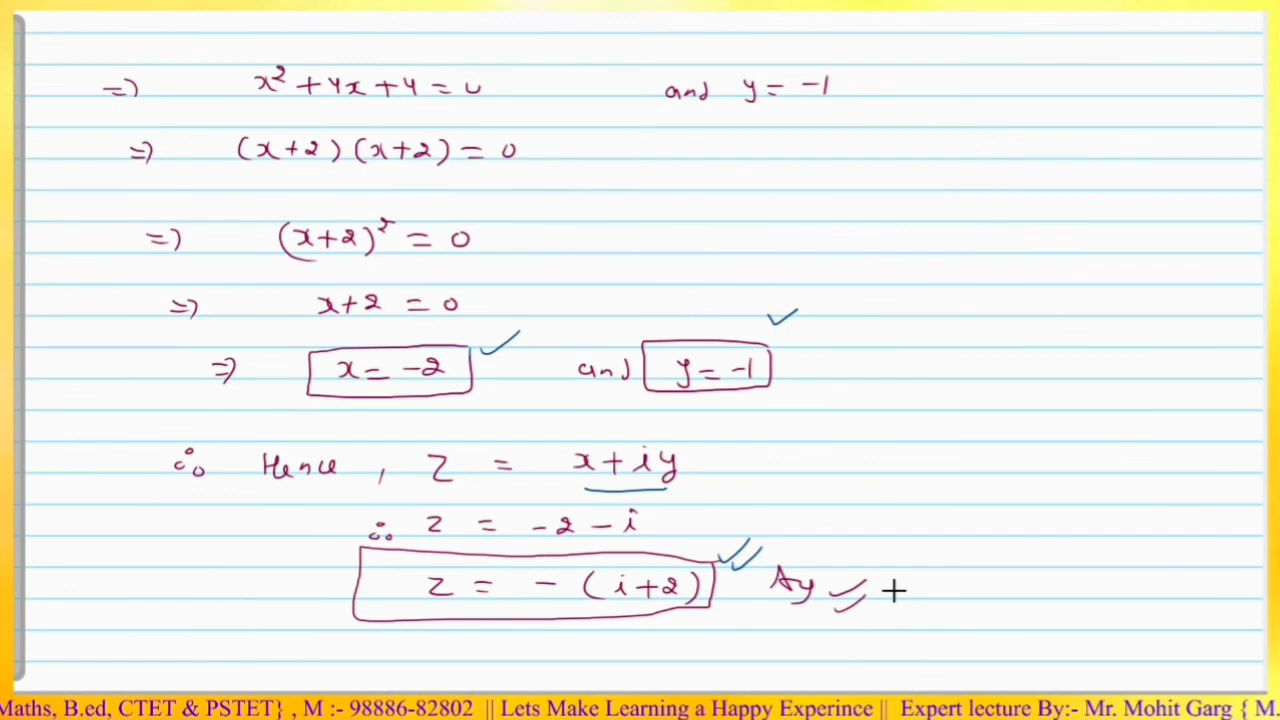 =) x² + 4x + 4 = 0 and y = -1
=) (x+2) (x+2) = 0
=) (x+2)² = 0
=) x+2 = 0
=) x = -2 and y = -1
∴ Hence, Z = x + iy
∴ Z = -2 - i
Z = - (i+2)
Maths, B.ed, CTET & PSTET} , M :- 98886-82802 || Lets Make Learning a Happy Experince || Expert lecture By:- Mr. Mohit Garg { M.